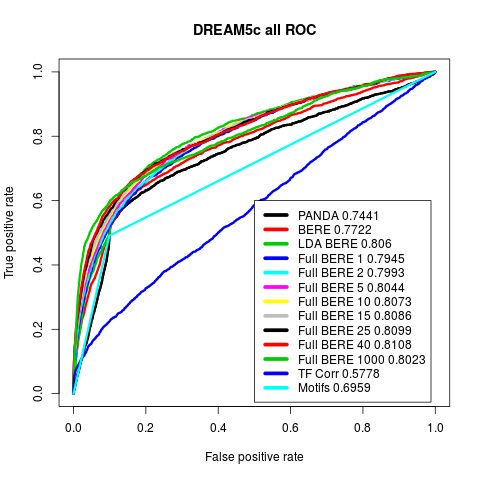 DREAM5c all ROC
True positive rate
1.0
0.8
0.6
0.4
0.2
0.0
PANDA 0.7441
BERE 0.7722
LDA BERE 0.806
Full BERE 1 0.7945
Full BERE 2 0.7993
Full BERE 5 0.8044
Full BERE 10 0.8073
Full BERE 15 0.8086
Full BERE 25 0.8099
Full BERE 40 0.8108
Full BERE 1000 0.8023
TF Corr 0.5778
Motifs 0.6959
0.0 0.2 0.4 0.6 0.8 1.0
False positive rate